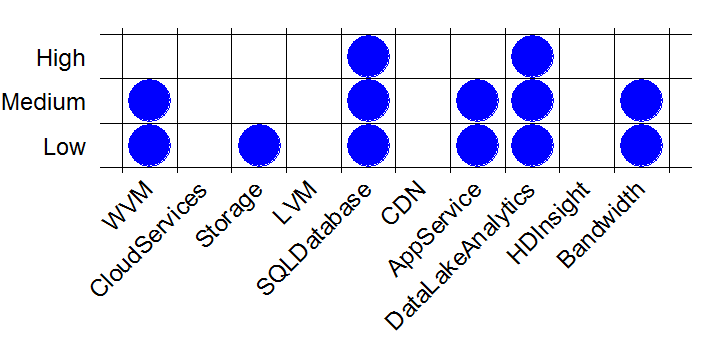 High
Medium
Low
WVM
CloudServices
Storage
LVM
SQLDatabase
CDN
AppService
DataLakeAnalytics
HDInsight
Bandwidth